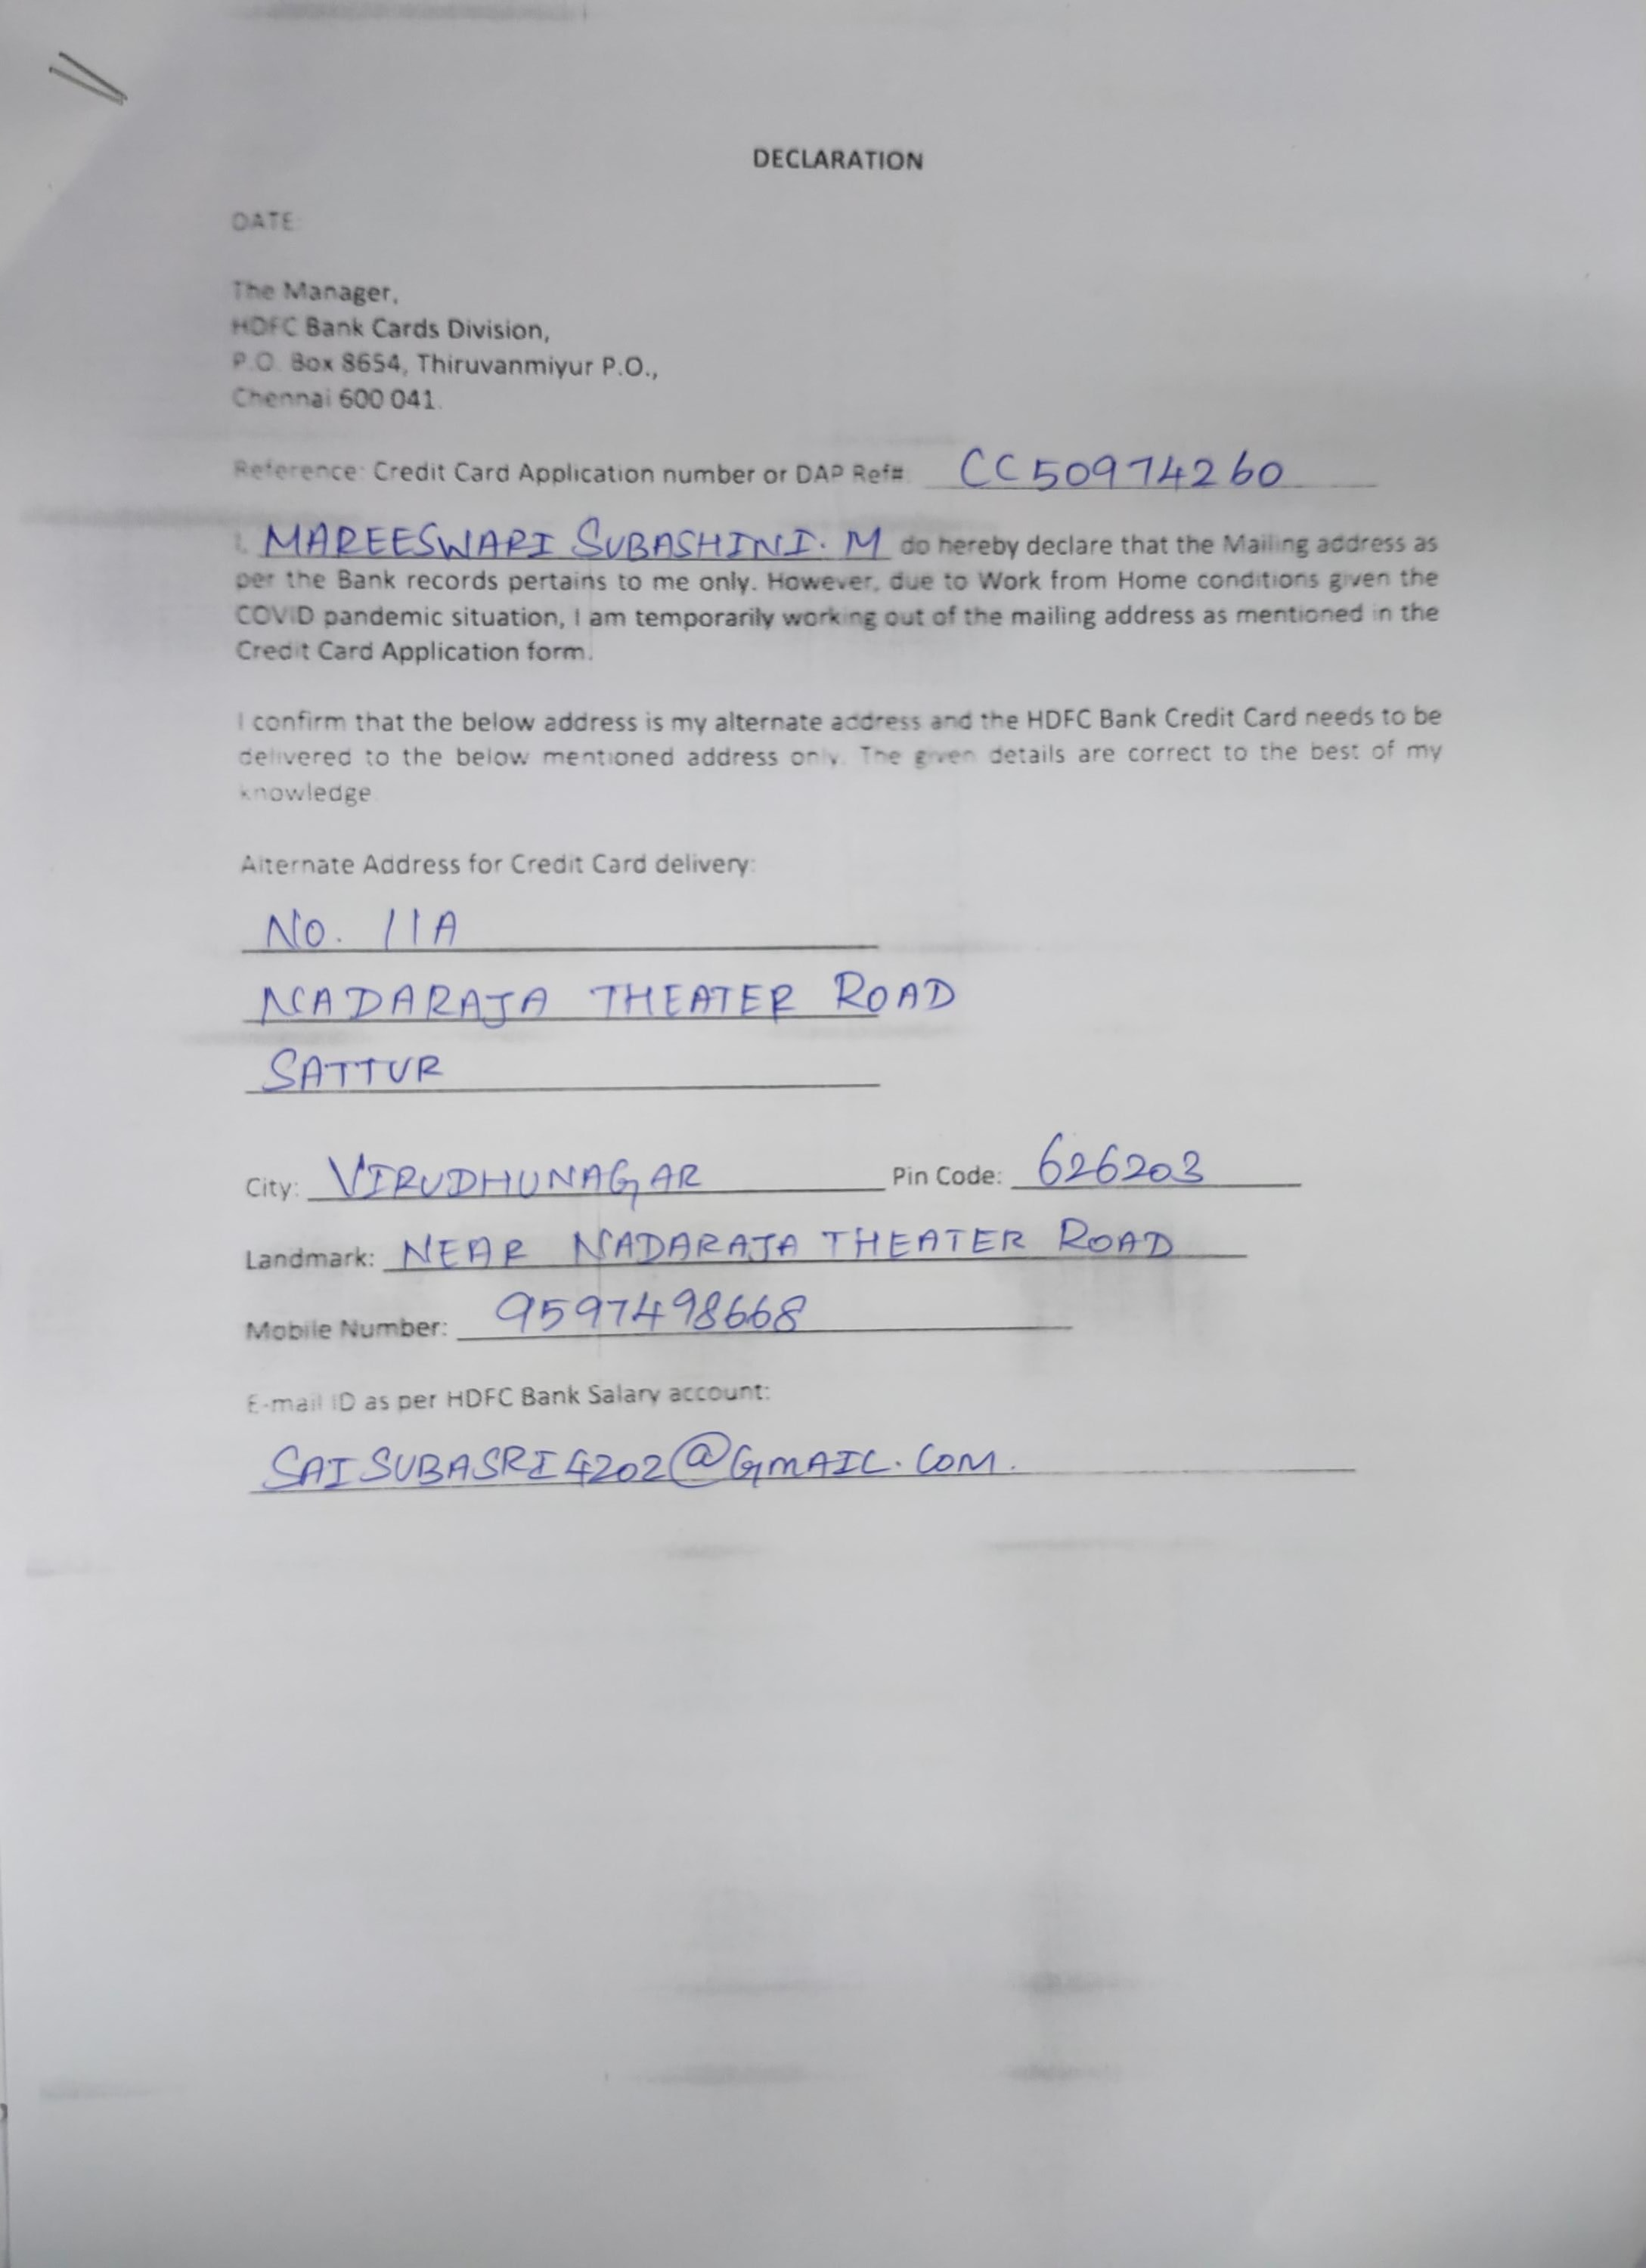 DECLARATION
DATE:
The Manager,
HDFC Bank Cards Division,
P.O. Box 8654, Thiruvanmiyur P.O.,
Chennai 600 041.
Reference: Credit Card Application number or DAP Ref#. CC50974260
I, MAREESWARI SUBASHINI. M do hereby declare that the Mailing address as
per the Bank records pertains to me only. However, due to Work from Home conditions given the
COVID pandemic situation, I am temporarily working out of the mailing address as mentioned in the
Credit Card Application form.
I confirm that the below address is my alternate address and the HDFC Bank Credit Card needs to be
delivered to the below mentioned address only. The given details are correct to the best of my
knowledge.
Alternate Address for Credit Card delivery:
No. 11A
NADARAJA THEATER ROAD
SATTUR
City: VIRUDHUNAGAR Pin Code: 626203
Landmark: NEAR NADARAJA THEATER ROAD
Mobile Number: 9597498668
E-mail ID as per HDFC Bank Salary account:
SAISUBASRI4202@GMAIL.COM.